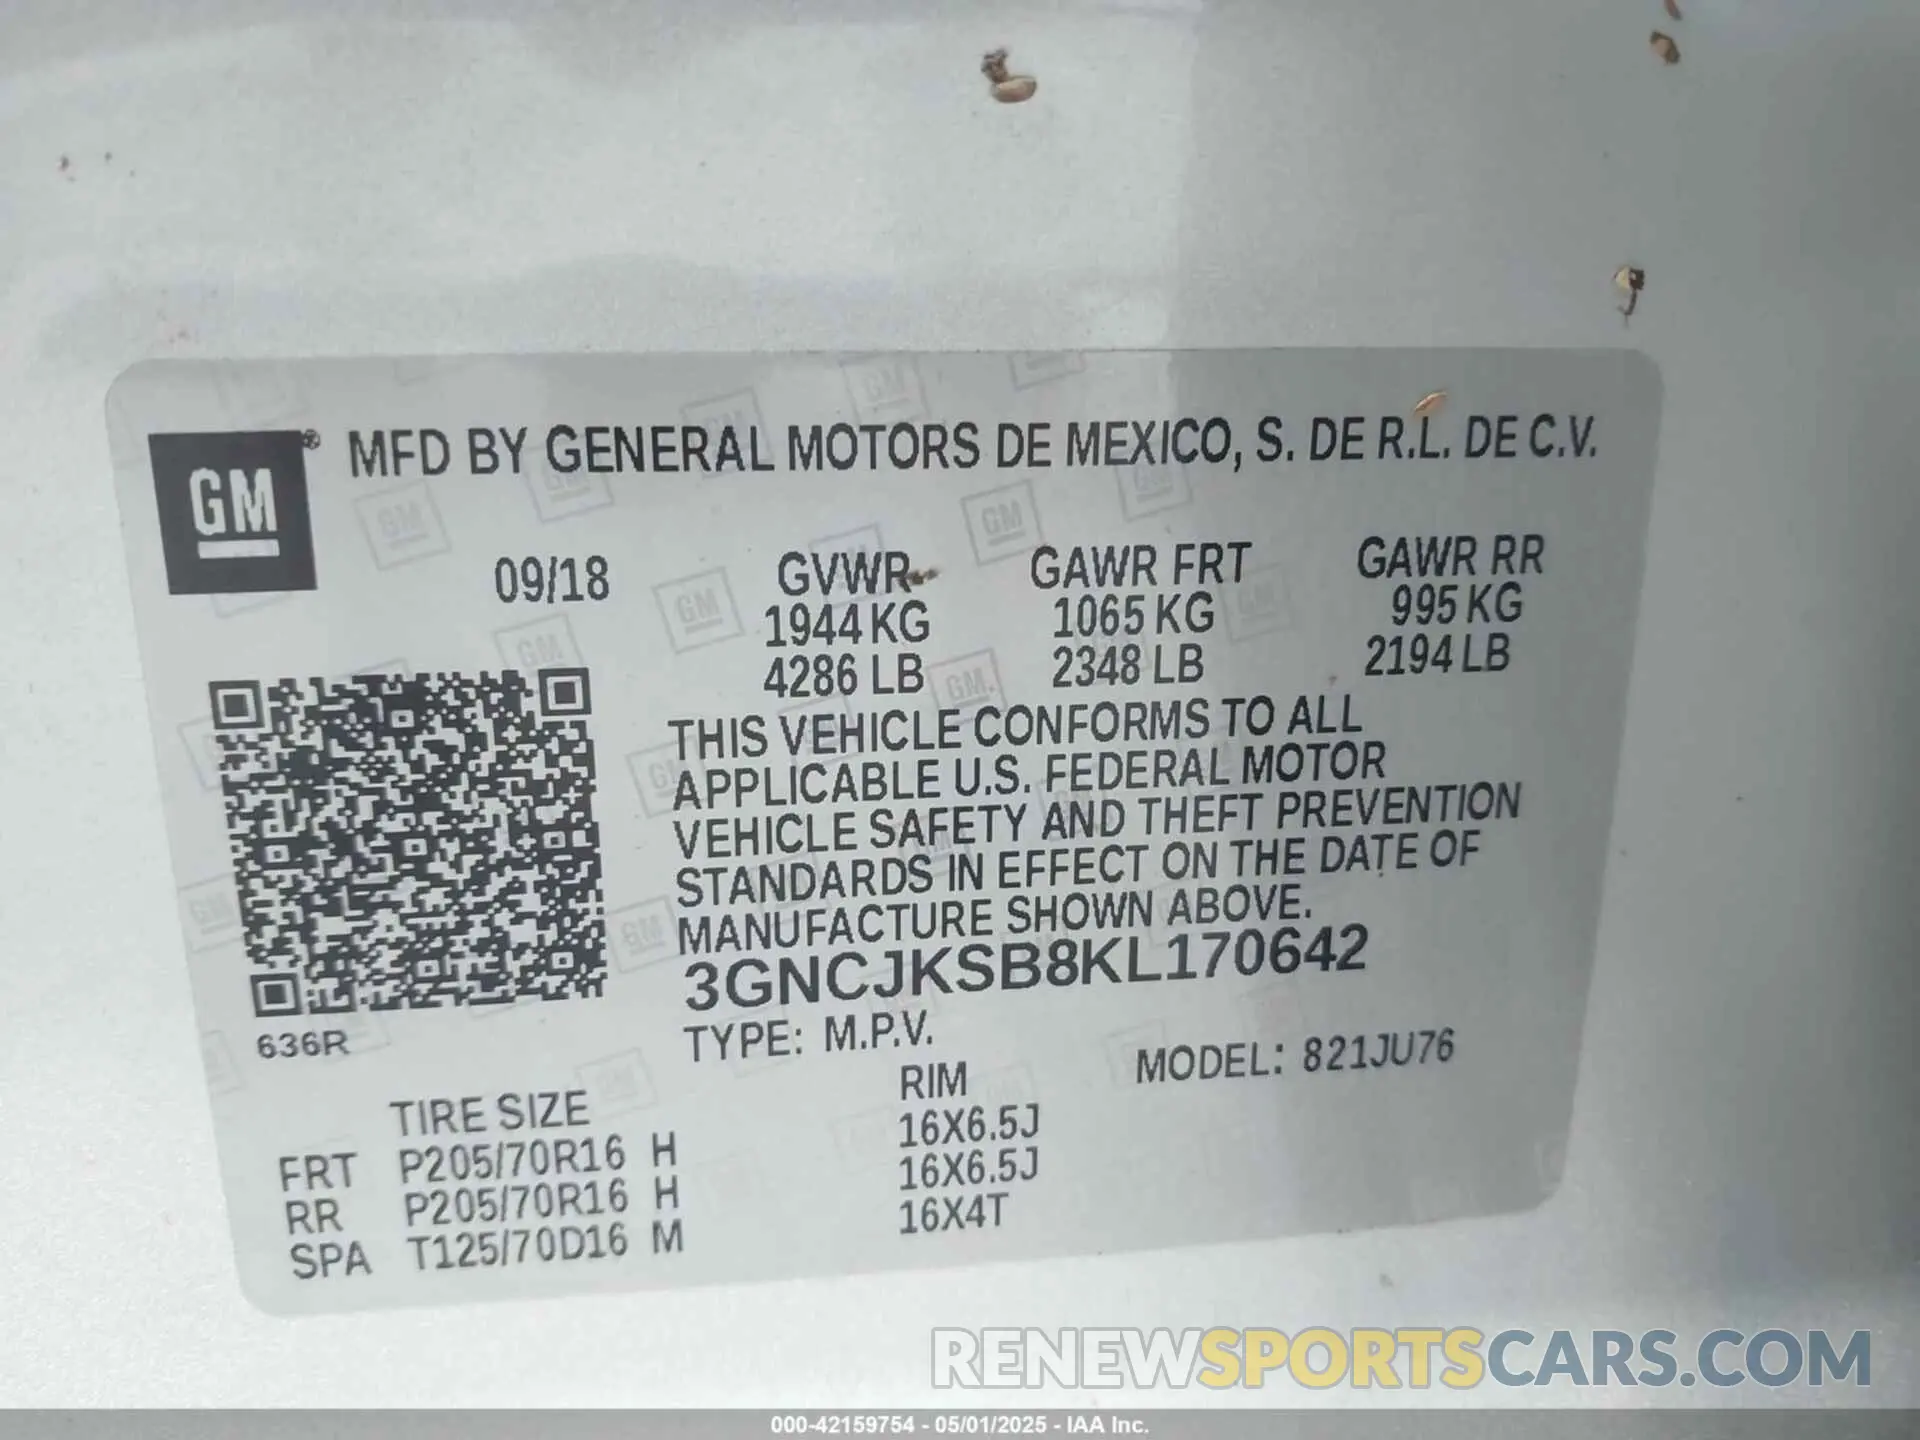 GM® MFD BY GENERAL MOTORS DE MEXICO, S. DE R.L. DE C.V.
09/18 GVWR GAWR FRT GAWR RR
1944 KG 1065 KG 995 KG
4286 LB 2348 LB 2194 LB
THIS VEHICLE CONFORMS TO ALL
APPLICABLE U.S. FEDERAL MOTOR
VEHICLE SAFETY AND THEFT PREVENTION
STANDARDS IN EFFECT ON THE DATE OF
MANUFACTURE SHOWN ABOVE.
3GNCJKSB8KL170642
636R
TYPE: M.P.V. MODEL: 821JU76
TIRE SIZE RIM
FRT P205/70R16 H 16X6.5J
RR P205/70R16 H 16X6.5J
SPA T125/70D16 M 16X4T
RENEWSPORTSCARS.COM
000-42159754 - 05/01/2025 - IAA Inc.